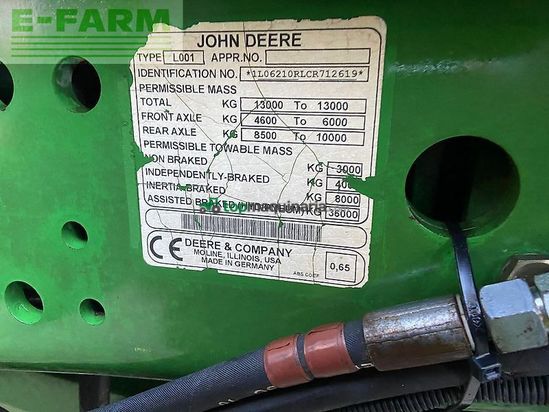 E-FARM
JOHN DEERE
TYPE L001 APPR.NO.
IDENTIFICATION NO. *1L06210RLCR712619*
PERMISSIBLE MASS
TOTAL KG 13000 To 13000
FRONT AXLE KG 4600 To 6000
REAR AXLE KG 8500 To 10000
PERMISSIBLE TOWABLE MASS
NON BRAKED KG 3000
INDEPENDENTLY-BRAKED KG
INERTIA-BRAKED KG 8000
ASSISTED BRAKED KG 36000
topmaquinaria
CE DEERE & COMPANY
MOLINE, ILLINOIS, USA
MADE IN GERMANY
0,65